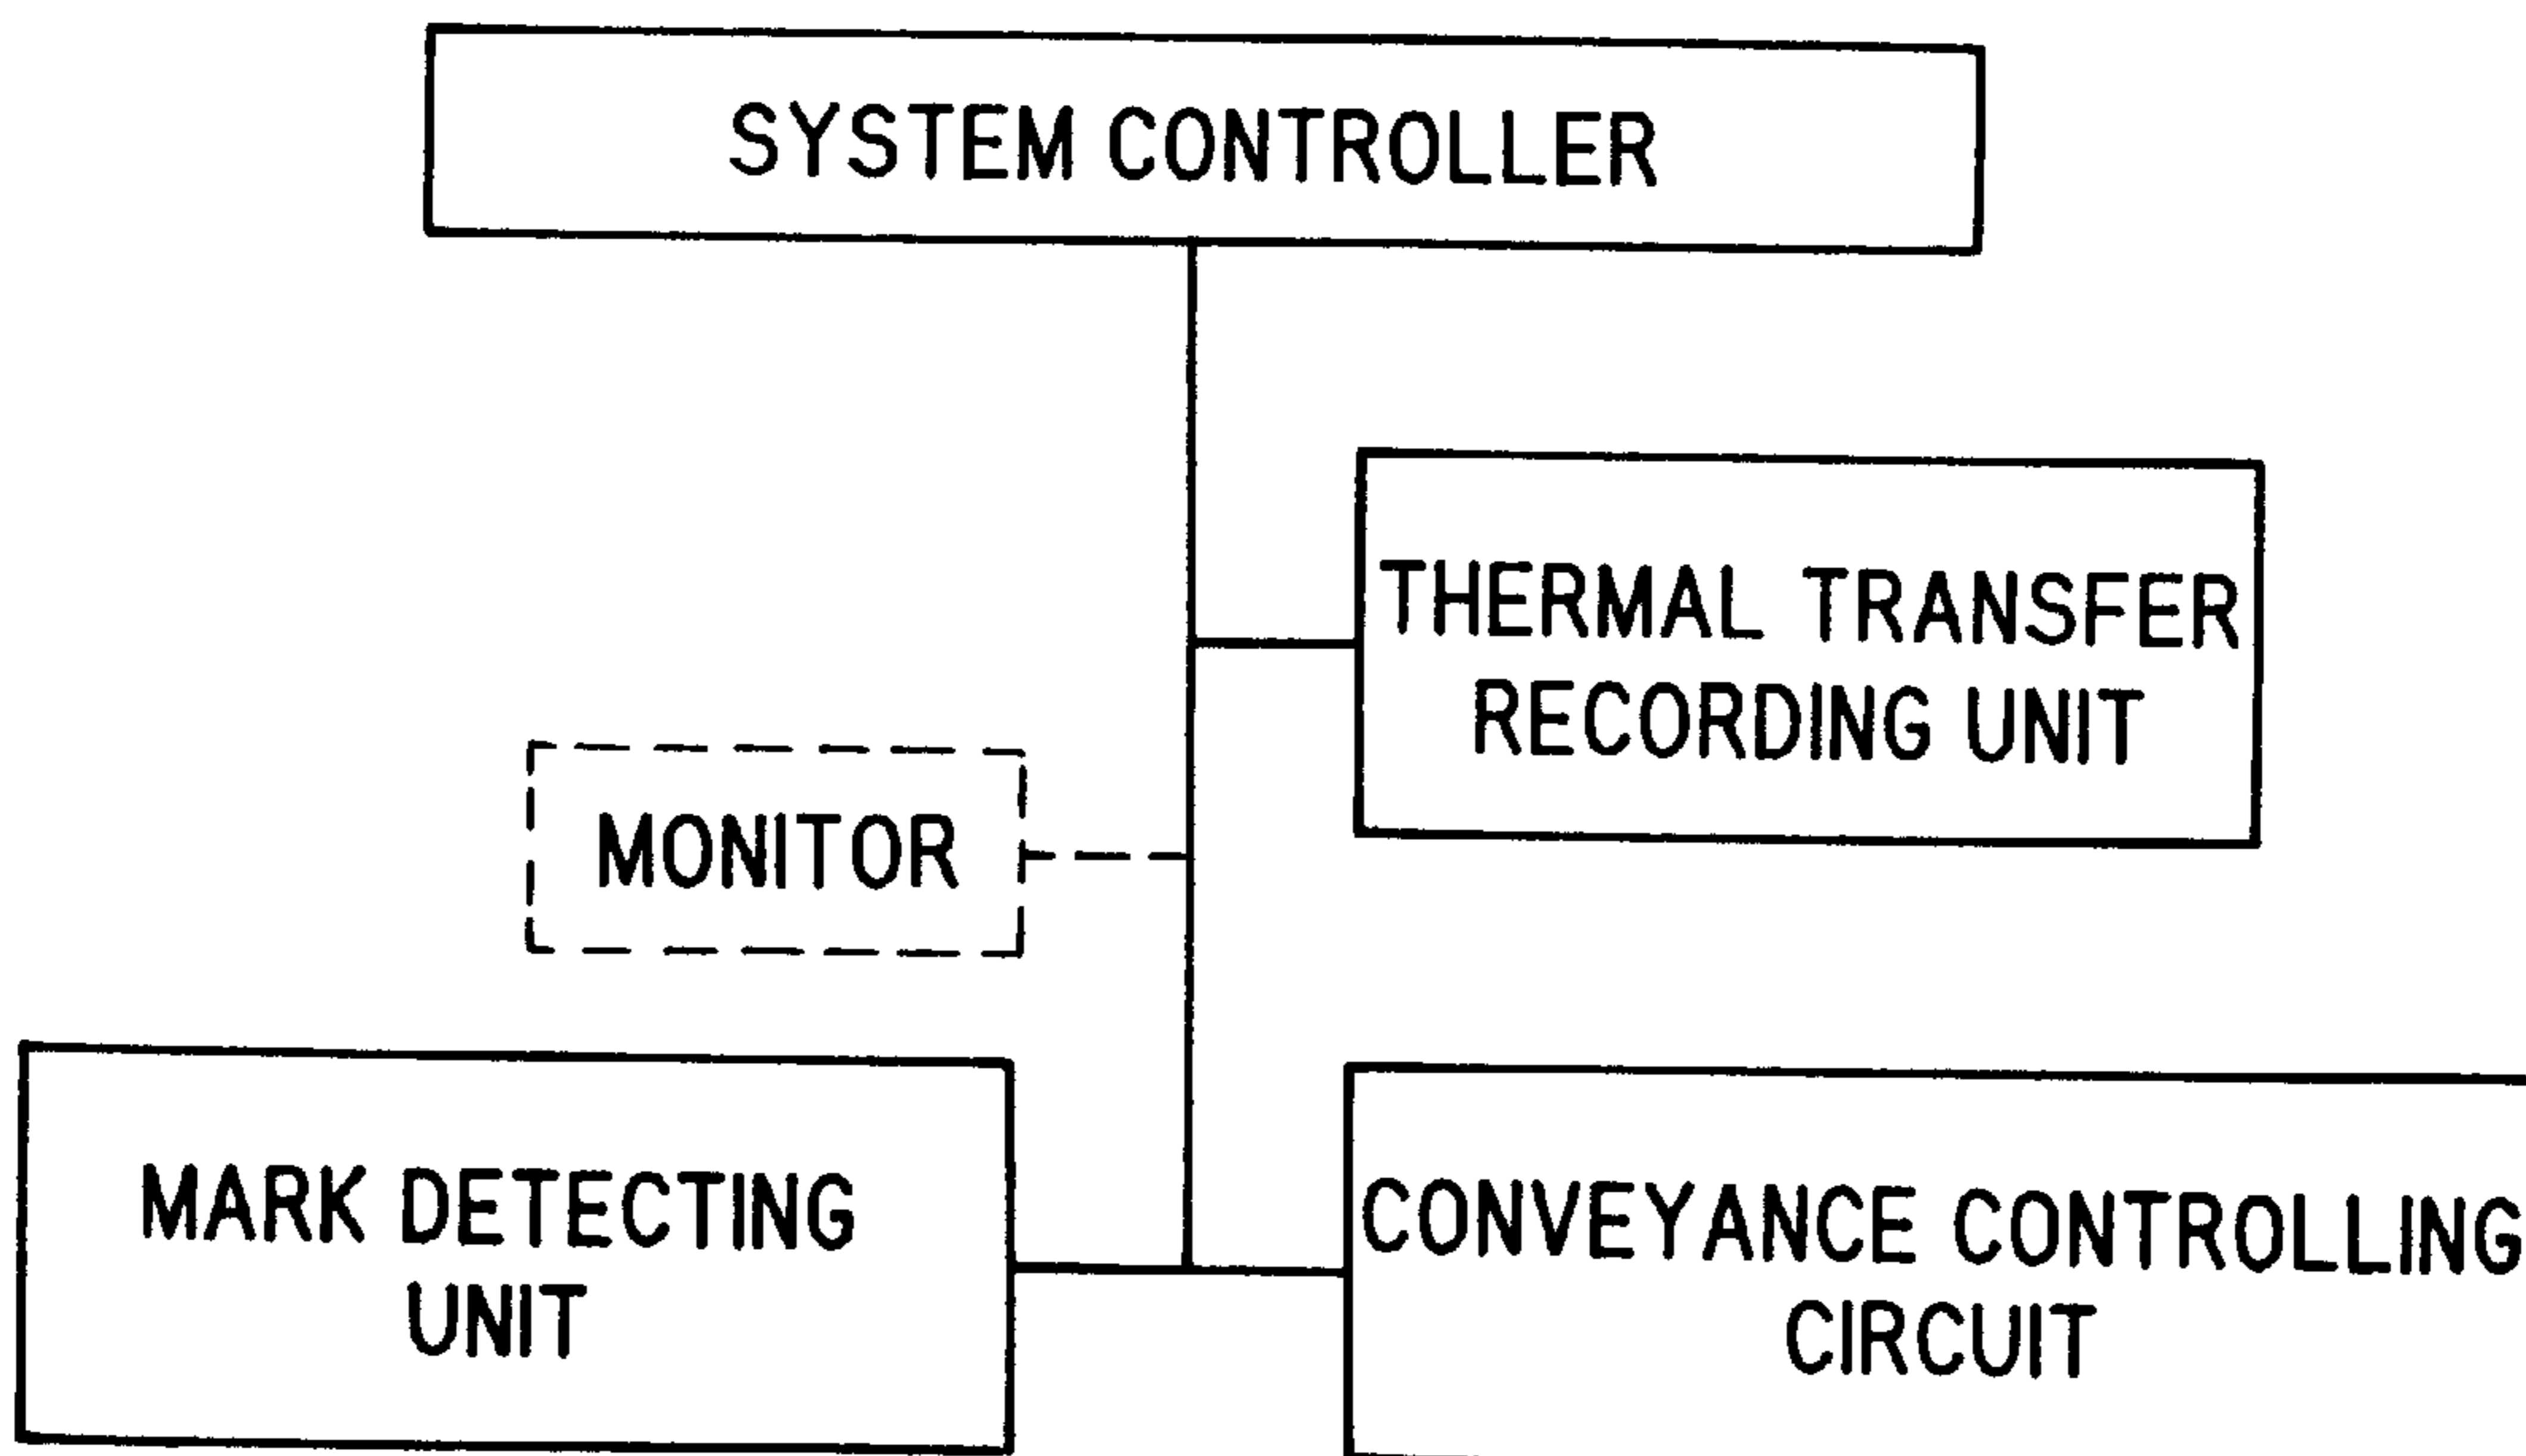 SYSTEM CONTROLLER
THERMAL TRANSFER
RECORDING UNIT
MONITOR
MARK DETECTING
UNIT
CONVEYANCE CONTROLLING
CIRCUIT